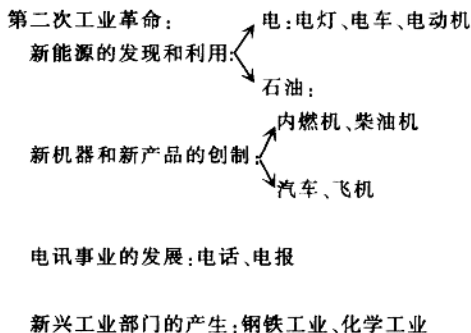 第二次工业革命:
电:电灯、电车、电动机
新能源的发现和利用:
石油:
内燃机、柴油机
新机器和新产品的创制:
汽车、飞机
电讯事业的发展:电话、电报
新兴工业部门的产生:钢铁工业、化学工业